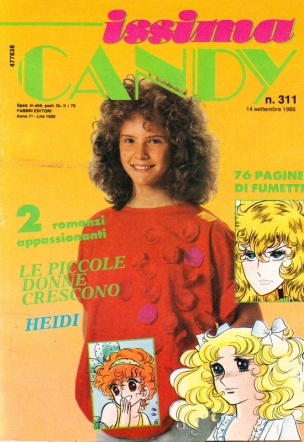 477638
issima
CANDY
Sped. in abb. post. Gr. II / 70
FABBRI EDITORI
Anno 7° - Lire 1500
n. 311
14 settembre 1986
76 PAGINE
DI FUMETTI
2 romanzi
appassionanti
LE PICCOLE
DONNE
CRESCONO
HEIDI